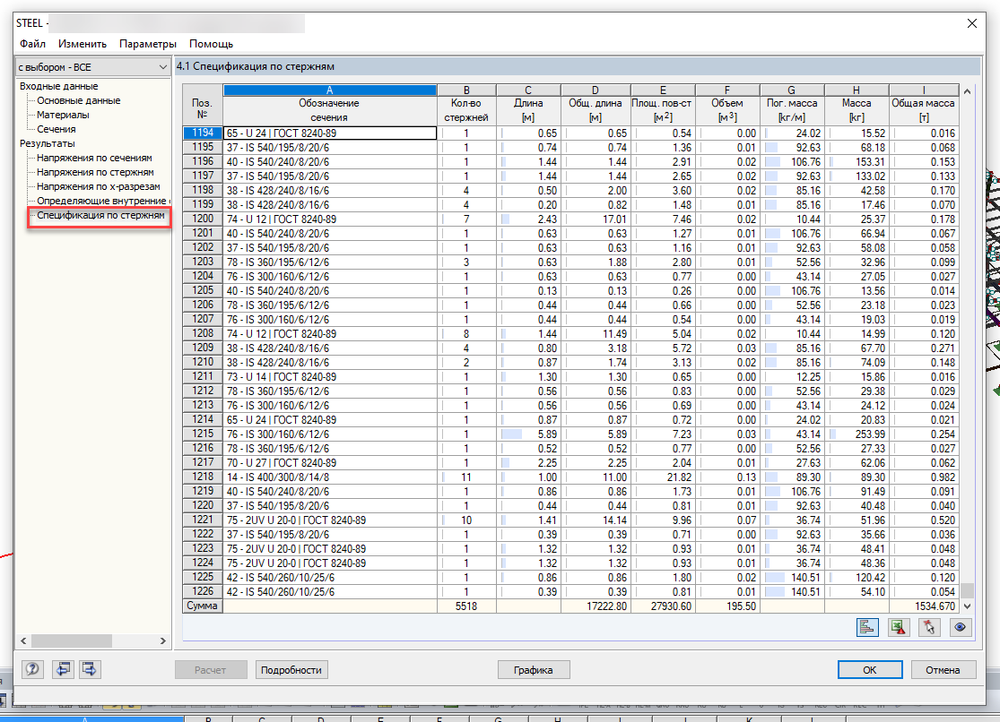 STEEL -
Файл Изменить Параметры Помощь
с выбором - ВСЕ
Входные данные
Основные данные
Материалы
Сечения
Результаты
Напряжения по сечениям
Напряжения по стержням
Напряжения по x-разрезам
Определяющие внутренние
Спецификация по стержням
4.1 Спецификация по стержням
A B C D E F G H I
Поз. Обозначение Кол-во Длина Общ. длина Площ. пов-ст Объем Пог. масса Масса Общая масса
№ сечения стержней [м] [м] [м2] [м3] [кг/м] [кг] [т]
1194 65 - U 24 | ГОСТ 8240-89 1 0.65 0.65 0.54 0.00 24.02 15.52 0.016
1195 37 - IS 540/195/8/20/6 1 0.74 0.74 1.36 0.01 92.63 68.18 0.068
1196 40 - IS 540/240/8/20/6 1 1.44 1.44 2.91 0.02 106.76 153.31 0.153
1197 37 - IS 540/195/8/20/6 1 1.44 1.44 2.65 0.02 92.63 133.02 0.133
1198 38 - IS 428/240/8/16/6 4 0.50 2.00 3.60 0.02 85.16 42.58 0.170
1199 38 - IS 428/240/8/16/6 4 0.20 0.82 1.48 0.01 85.16 17.46 0.070
1200 74 - U 12 | ГОСТ 8240-89 7 2.43 17.01 7.46 0.02 10.44 25.37 0.178
1201 40 - IS 540/240/8/20/6 1 0.63 0.63 1.27 0.01 106.76 66.94 0.067
1202 37 - IS 540/195/8/20/6 1 0.63 0.63 1.16 0.01 92.63 58.08 0.058
1203 78 - IS 360/195/6/12/6 3 0.63 1.88 2.80 0.01 52.56 32.96 0.099
1204 76 - IS 300/160/6/12/6 1 0.63 0.63 0.77 0.00 43.14 27.05 0.027
1205 40 - IS 540/240/8/20/6 1 0.13 0.13 0.26 0.00 106.76 13.56 0.014
1206 78 - IS 360/195/6/12/6 1 0.44 0.44 0.66 0.00 52.56 23.18 0.023
1207 76 - IS 300/160/6/12/6 1 0.44 0.44 0.54 0.00 43.14 19.03 0.019
1208 74 - U 12 | ГОСТ 8240-89 8 1.44 11.49 5.04 0.02 10.44 14.99 0.120
1209 38 - IS 428/240/8/16/6 4 0.80 3.18 5.72 0.03 85.16 67.70 0.271
1210 38 - IS 428/240/8/16/6 2 0.87 1.74 3.13 0.02 85.16 74.09 0.148
1211 73 - U 14 | ГОСТ 8240-89 1 1.30 1.30 0.65 0.00 12.25 15.86 0.016
1212 78 - IS 360/195/6/12/6 1 0.56 0.56 0.83 0.00 52.56 29.38 0.029
1213 76 - IS 300/160/6/12/6 1 0.56 0.56 0.69 0.00 43.14 24.12 0.024
1214 65 - U 24 | ГОСТ 8240-89 1 0.87 0.87 0.72 0.00 24.02 20.83 0.021
1215 76 - IS 300/160/6/12/6 1 5.89 5.89 7.23 0.03 43.14 253.99 0.254
1216 78 - IS 360/195/6/12/6 1 0.52 0.52 0.77 0.00 52.56 27.33 0.027
1217 70 - U 27 | ГОСТ 8240-89 1 2.25 2.25 2.04 0.01 27.63 62.06 0.062
1218 14 - IS 400/300/8/14/8 11 1.00 11.00 21.82 0.13 89.30 89.30 0.982
1219 40 - IS 540/240/8/20/6 1 0.86 0.86 1.73 0.01 106.76 91.49 0.091
1220 37 - IS 540/195/8/20/6 1 0.44 0.44 0.81 0.01 92.63 40.48 0.040
1221 75 - 2UV U 20-0 | ГОСТ 8240-89 10 1.41 14.14 9.96 0.07 36.74 51.96 0.520
1222 37 - IS 540/195/8/20/6 1 0.39 0.39 0.71 0.00 92.63 35.66 0.036
1223 75 - 2UV U 20-0 | ГОСТ 8240-89 1 1.32 1.32 0.93 0.01 36.74 48.41 0.048
1224 75 - 2UV U 20-0 | ГОСТ 8240-89 1 1.32 1.32 0.93 0.01 36.74 48.36 0.048
1225 42 - IS 540/260/10/25/6 1 0.86 0.86 1.80 0.02 140.51 120.42 0.120
1226 42 - IS 540/260/10/25/6 1 0.39 0.39 0.81 0.01 140.51 54.10 0.054
Сумма 5518 17222.80 27930.60 195.50 1534.670
Расчет Подробности Графика OK Отмена